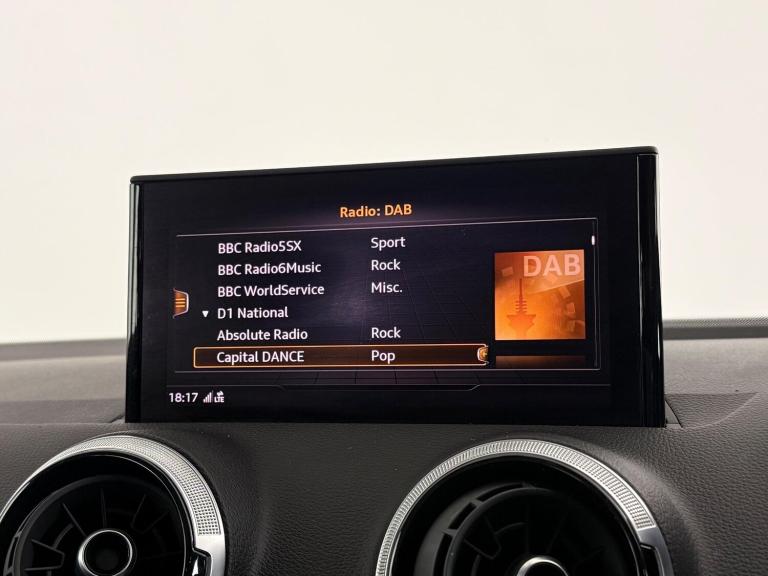 Radio: DAB
BBC Radio5SX Sport
BBC Radio6Music Rock
BBC WorldService Misc.
D1 National
Absolute Radio Rock
Capital DANCE Pop
DAB
18:17 LTE